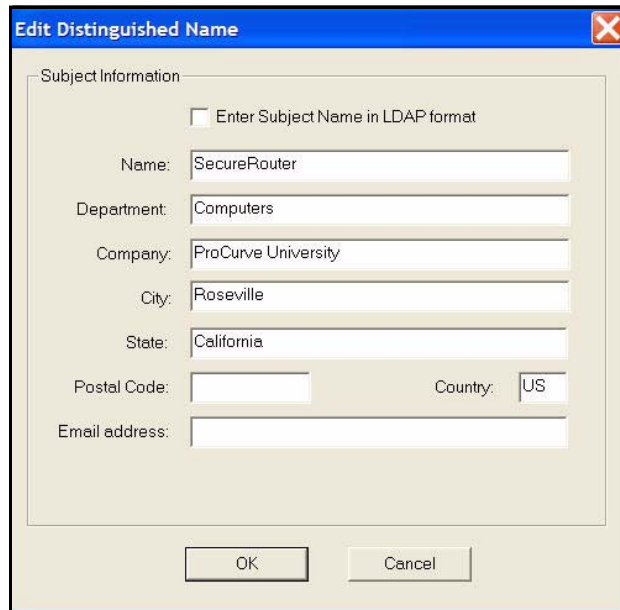 Edit Distinguished Name
Subject Information
Enter Subject Name in LDAP format
Name: SecureRouter
Department: Computers
Company: ProCurve University
City: Roseville
State: California
Postal Code: Country: US
Email address:
OK Cancel